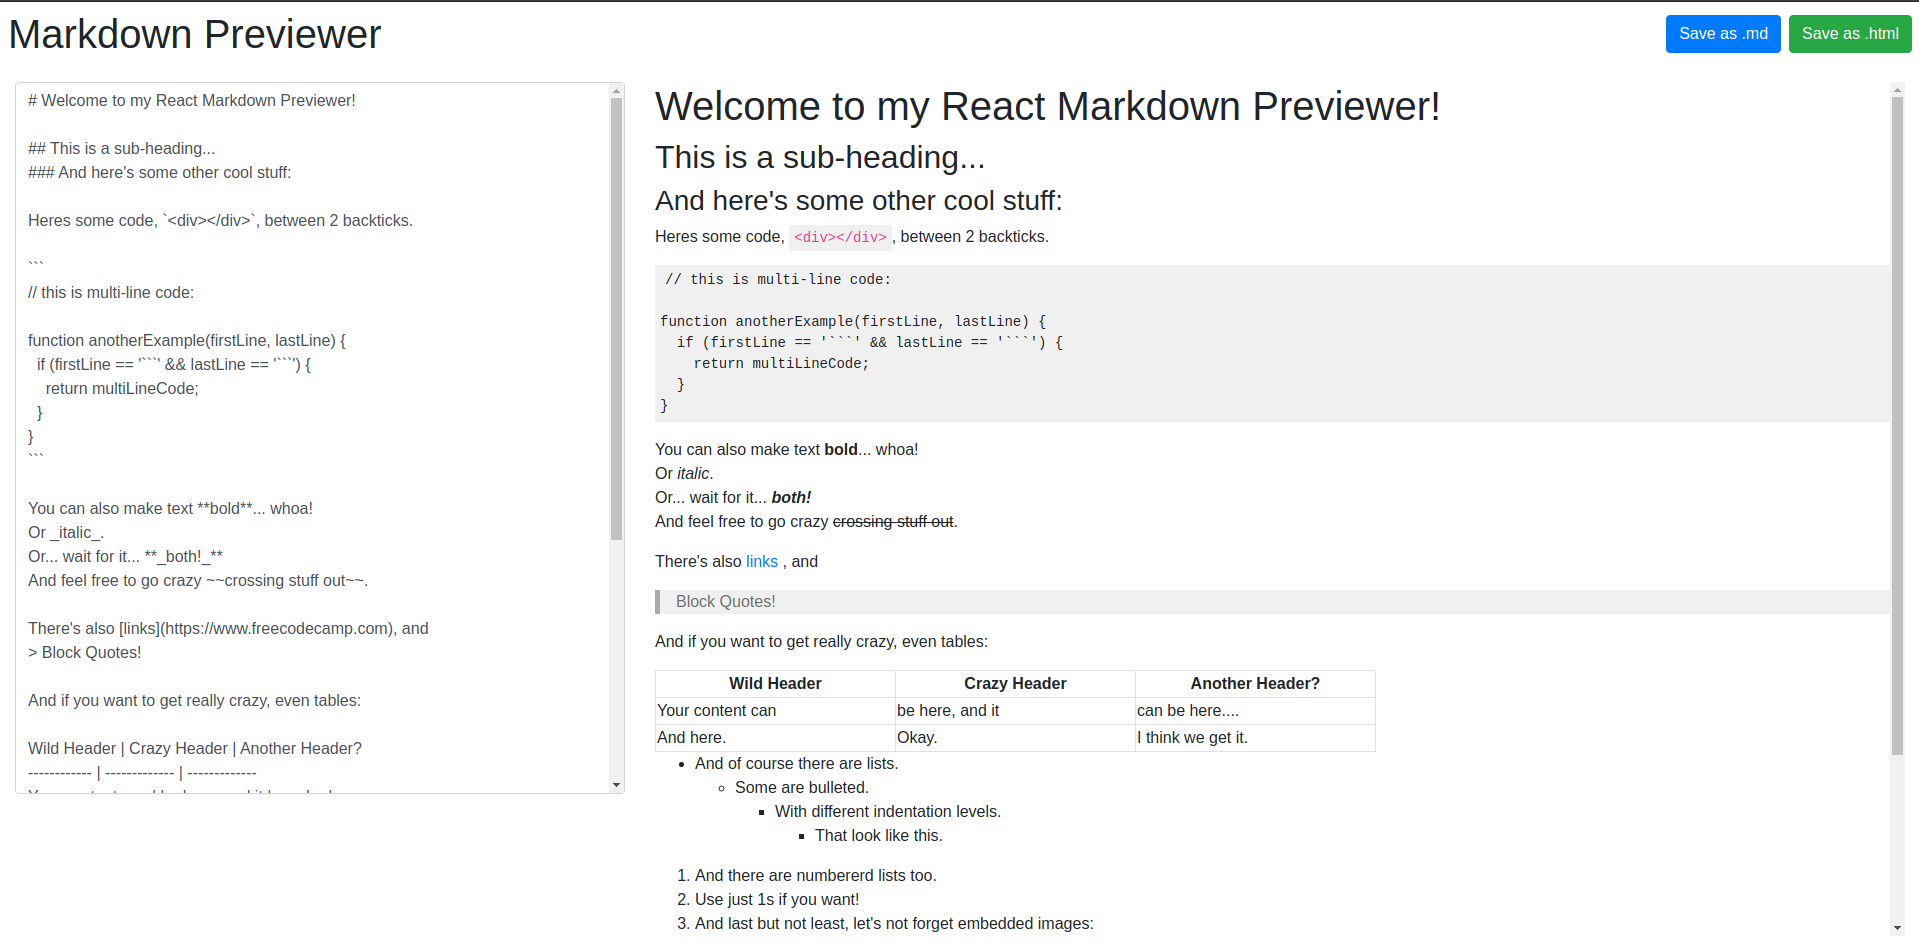 Markdown Previewer
Save as .md
Save as .html
# Welcome to my React Markdown Previewer!
## This is a sub-heading...
### And here's some other cool stuff:
Heres some code, `<div></div>`, between 2 backticks.
```
// this is multi-line code:
function anotherExample(firstLine, lastLine) {
  if (firstLine == '```' && lastLine == '```') {
    return multiLineCode;
  }
}
```
You can also make text **bold**... whoa!
Or _italic_.
Or... wait for it... **_both!_**
And feel free to go crazy ~~crossing stuff out~~.
There's also [links](https://www.freecodecamp.com), and
> Block Quotes!
And if you want to get really crazy, even tables:
Wild Header | Crazy Header | Another Header?
------------ | ------------- | -------------
Welcome to my React Markdown Previewer!
This is a sub-heading...
And here's some other cool stuff:
Heres some code, <div></div>, between 2 backticks.
// this is multi-line code:
function anotherExample(firstLine, lastLine) {
  if (firstLine == '```' && lastLine == '```') {
    return multiLineCode;
  }
}
You can also make text bold... whoa!
Or italic.
Or... wait for it... both!
And feel free to go crazy crossing stuff out.
There's also links , and
Block Quotes!
And if you want to get really crazy, even tables:
Wild Header Crazy Header Another Header?
Your content can be here, and it can be here....
And here. Okay. I think we get it.
And of course there are lists.
Some are bulleted.
With different indentation levels.
That look like this.
1. And there are numbererd lists too.
2. Use just 1s if you want!
3. And last but not least, let's not forget embedded images: